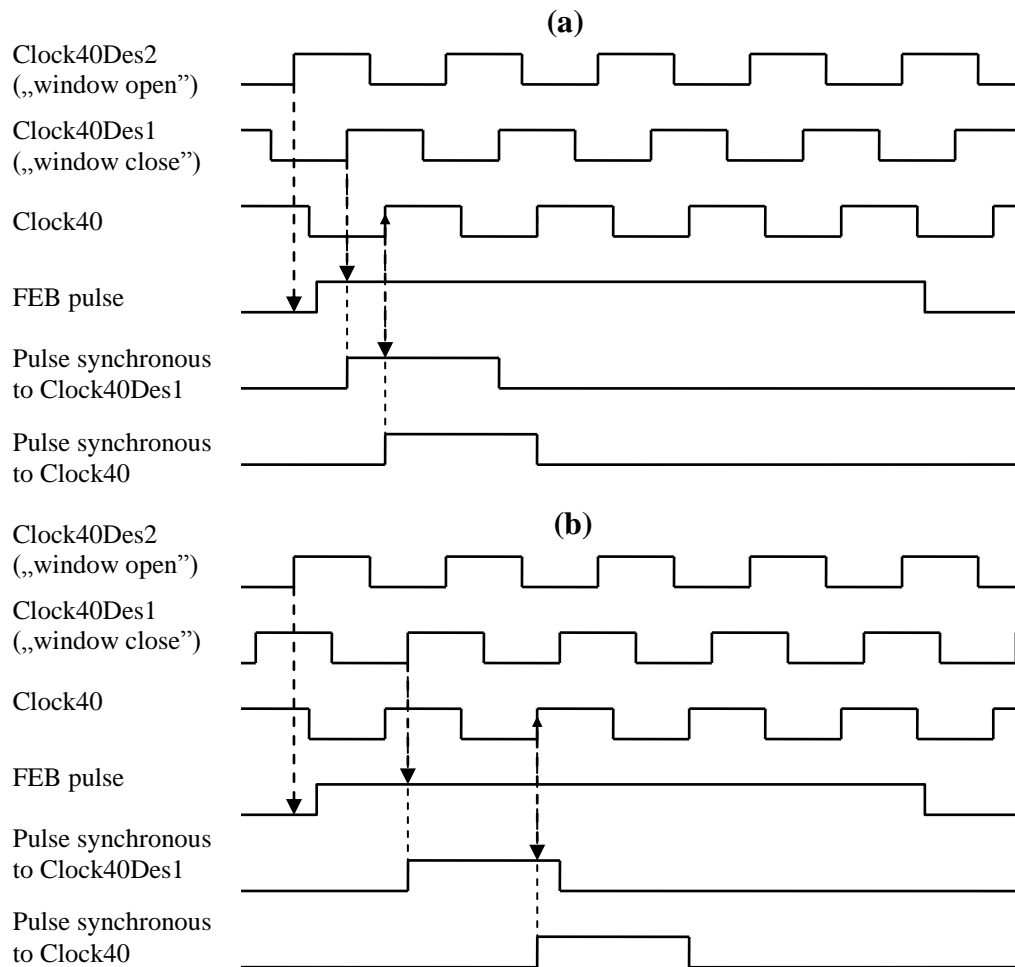 (a)
Clock40Des2
(„window open”)
Clock40Des1
(„window close”)
Clock40
FEB pulse
Pulse synchronous
to Clock40Des1
Pulse synchronous
to Clock40
(b)
Clock40Des2
(„window open”)
Clock40Des1
(„window close”)
Clock40
FEB pulse
Pulse synchronous
to Clock40Des1
Pulse synchronous
to Clock40